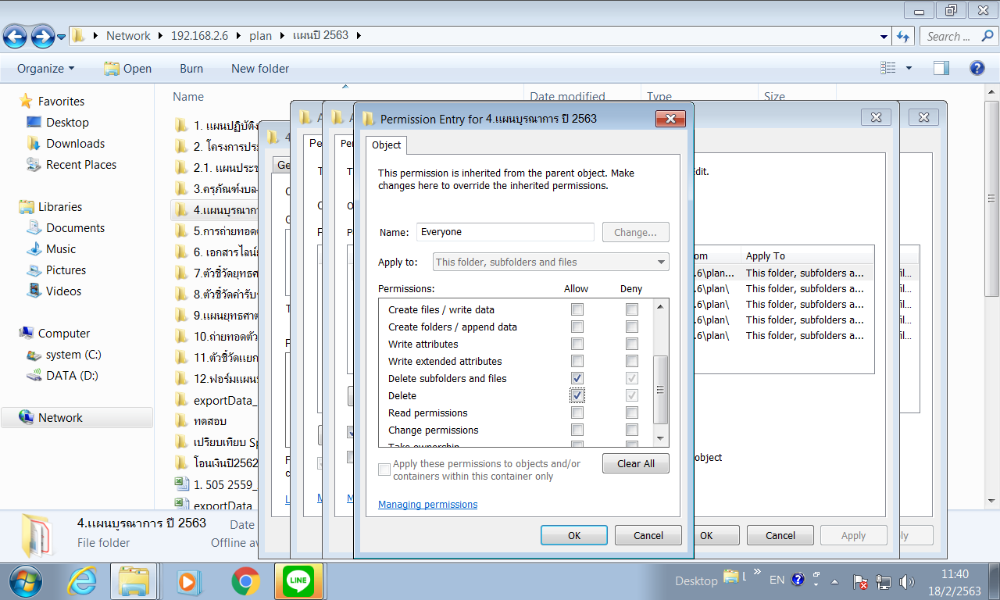 Network 192.168.2.6 plan แผนปี 2563
Search ...
Organize Open Burn New folder
Name Date modified Type Size
Favorites
Desktop
Downloads
Recent Places
Libraries
Documents
Music
Pictures
Videos
Computer
system (C:)
DATA (D:)
Network
1. แผนปฏิบัติง
2. โครงการประ
2.1. แผนประช
3.ครุภัณฑ์งบล
4.แผนบูรณากา
5.การถ่ายทอด
6. เอกสารไลน์
7.ตัวชี้วัดยุทธศ
8.ตัวชี้วัดคำรับ
9.แผนยุทธศาต
10.ถ่ายทอดตัว
11.ตัวชี้วัดแยก
12.ฟอร์มแผน
exportData_
ทดสอบ
เปรียบเทียบ Sp
โอนเงินปี2562
1. 505 2559_
exportData_
Permission Entry for 4.แผนบูรณาการ ปี 2563
Object
This permission is inherited from the parent object. Make
changes here to override the inherited permissions.
Name: Everyone Change...
Apply to: This folder, subfolders and files
Permissions: Allow Deny
Create files / write data
Create folders / append data
Write attributes
Write extended attributes
Delete subfolders and files
Delete
Read permissions
Change permissions
Take ownership
Apply these permissions to objects and/or
containers within this container only
Clear All
Managing permissions
OK Cancel
dit.
om Apply To
.6\plan... This folder, subfolders a...
.6\plan\ This folder, subfolders a...
.6\plan\ This folder, subfolders a...
.6\plan\ This folder, subfolders a...
.6\plan\ This folder, subfolders a...
object
OK Cancel Apply
4.แผนบูรณาการ ปี 2563 Date
File folder Offline av
LINE
Desktop L » EN
11:40
18/2/2563